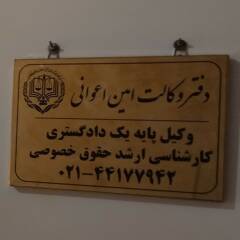 دفتر وکالت امین اعوانی
وکیل پایه یک دادگستری
کارشناسی ارشد حقوق خصوصی
۰۲۱-۴۴۱۷۷۹۴۲